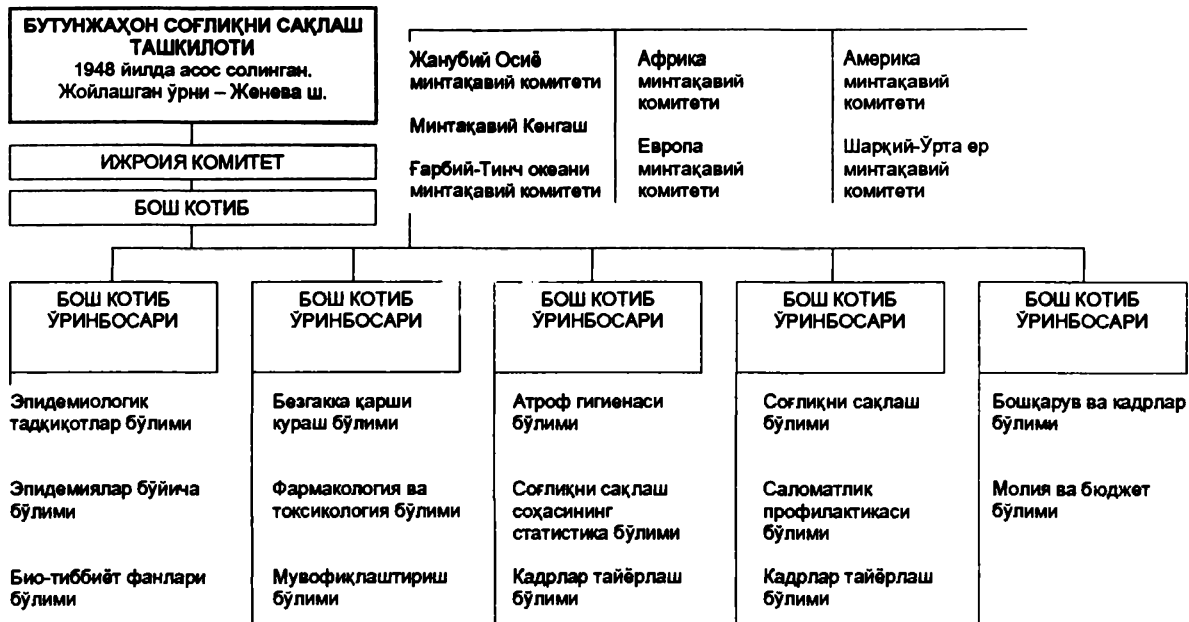 БУТУНЖАҲОН СОҒЛИҚНИ САҚЛАШ
ТАШКИЛОТИ
1948 йилда асос солинган.
Жойлашган ўрни – Женева ш.
ИЖРОИЯ КОМИТЕТ
БОШ КОТИБ
Жанубий Осиё
минтақавий комитети
Минтақавий Кенгаш
Ғарбий-Тинч океани
минтақавий комитети
Африка
минтақавий
комитети
Европа
минтақавий
комитети
Америка
минтақавий
комитети
Шарқий-Ўрта ер
минтақавий
комитети
БОШ КОТИБ
ЎРИНБОСАРИ
Эпидемиологик
тадқиқотлар бўлими
Эпидемиялар бўйича
бўлими
Био-тиббиёт фанлари
бўлими
БОШ КОТИБ
ЎРИНБОСАРИ
Безгакка қарши
кураш бўлими
Фармакология ва
токсикология бўлими
Мувофиқлаштириш
бўлими
БОШ КОТИБ
ЎРИНБОСАРИ
Атроф гигиенаси
бўлими
Соғлиқни сақлаш
соҳасининг
статистика бўлими
Кадрлар тайёрлаш
бўлими
БОШ КОТИБ
ЎРИНБОСАРИ
Соғлиқни сақлаш
бўлими
Саломатлик
профилактикаси
бўлими
Кадрлар тайёрлаш
бўлими
БОШ КОТИБ
ЎРИНБОСАРИ
Бошқарув ва кадрлар
бўлими
Молия ва бюджет
бўлими